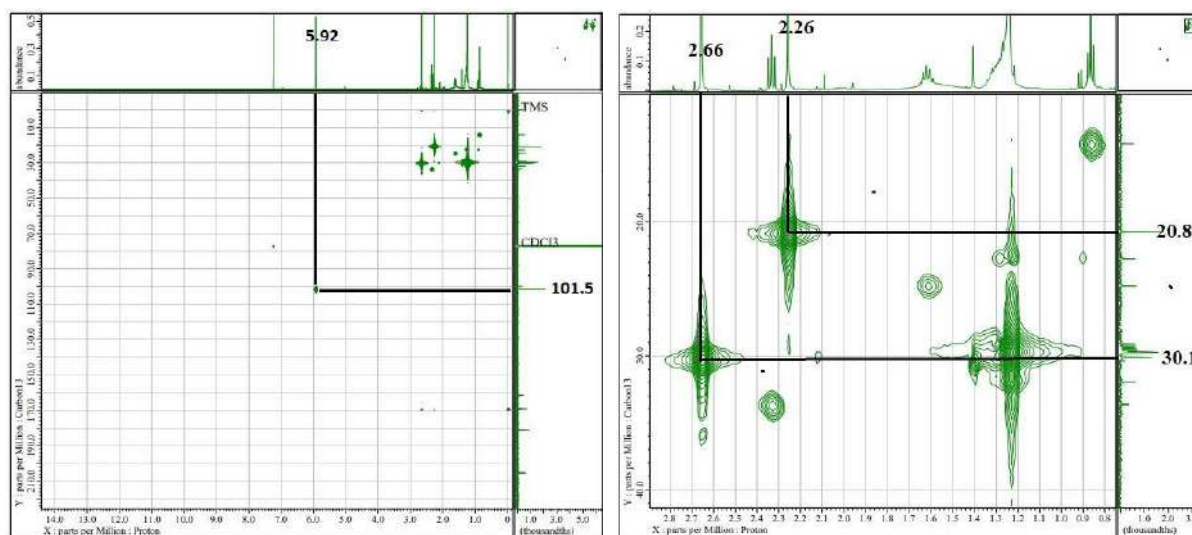 abundance
0.1 0.3 0.5
5.92
TMS
CDCl3
101.5
Y : parts per Million : Carbon13
10.0 30.0 50.0 70.0 90.0 110.0 130.0 150.0 170.0 190.0 210.0
14.0 13.0 12.0 11.0 10.0 9.0 8.0 7.0 6.0 5.0 4.0 3.0 2.0 1.0 0
X : parts per Million : Proton
1.0 3.0 5.0
(thousandths)
abundance
0.1 0.2
2.66
2.26
20.8
30.1
Y : parts per Million : Carbon13
20.0 30.0 40.0
2.8 2.7 2.6 2.5 2.4 2.3 2.2 2.1 2.0 1.9 1.8 1.7 1.6 1.5 1.4 1.3 1.2 1.1 1.0 0.9 0.8
X : parts per Million : Proton
1.0 2.0
(thousandths)